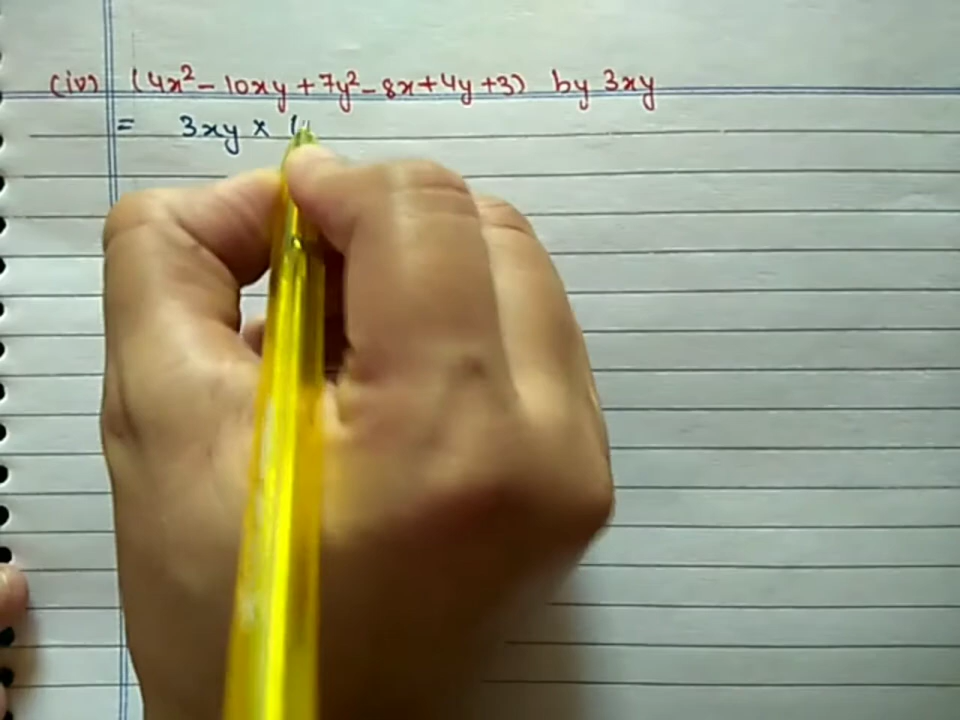 (iv) (4x² - 10xy + 7y² - 8x + 4y + 3) by 3xy
= 3xy × (